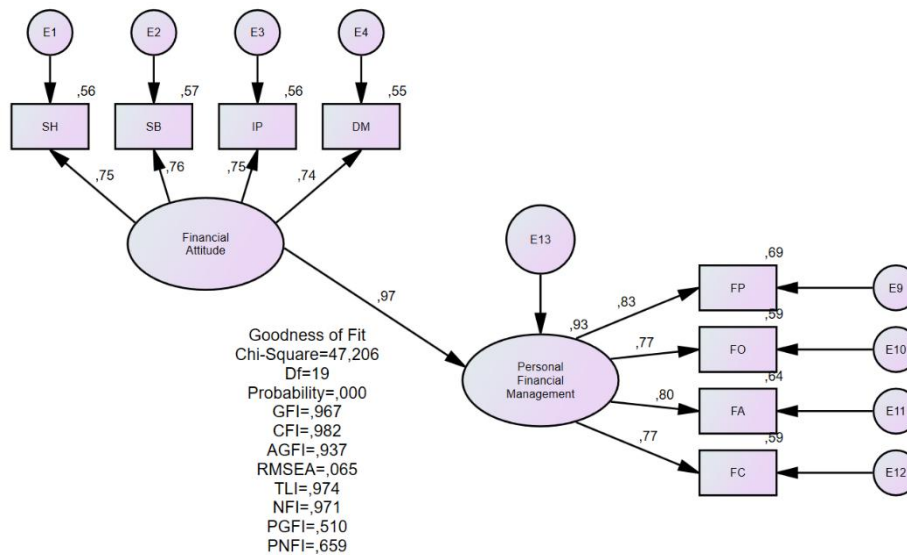 E1
E2
E3
E4
,56
,57
,56
,55
SH
SB
IP
DM
,75
,76
,75
,74
Financial
Attitude
E13
,69
FP
E9
,97
,83
,93
,59
FO
E10
,77
Personal
Financial
Management
,64
,80
FA
E11
,59
,77
FC
E12
Goodness of Fit
Chi-Square=47,206
Df=19
Probability=,000
GFI=,967
CFI=,982
AGFI=,937
RMSEA=,065
TLI=,974
NFI=,971
PGFI=,510
PNFI=,659